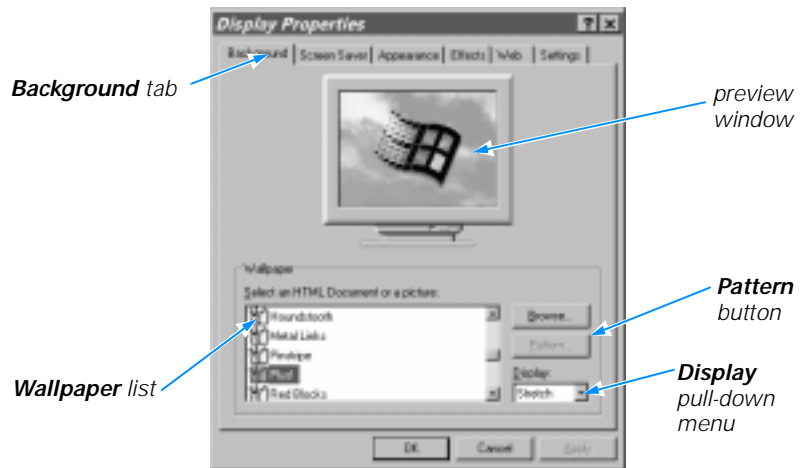 Display Properties
Background Screen Saver Appearance Effects Web Settings
Background tab
preview
window
Wallpaper
Select an HTML Document or a picture:
Houndstooth
Browse...
Pattern
button
Metal Links
Pattern...
Pinstripe
Display:
Display
pull-down
menu
Wallpaper list
Red Blocks
Stretch
OK Cancel Apply